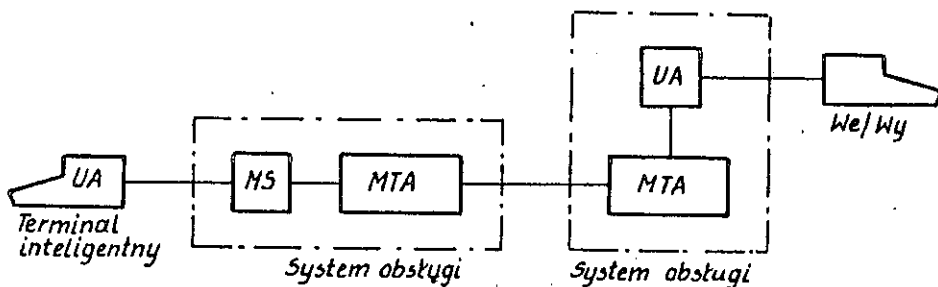 UA
We/Wy
UA
MS
MTA
MTA
Terminal
inteligentny
System obsługi
System obsługi